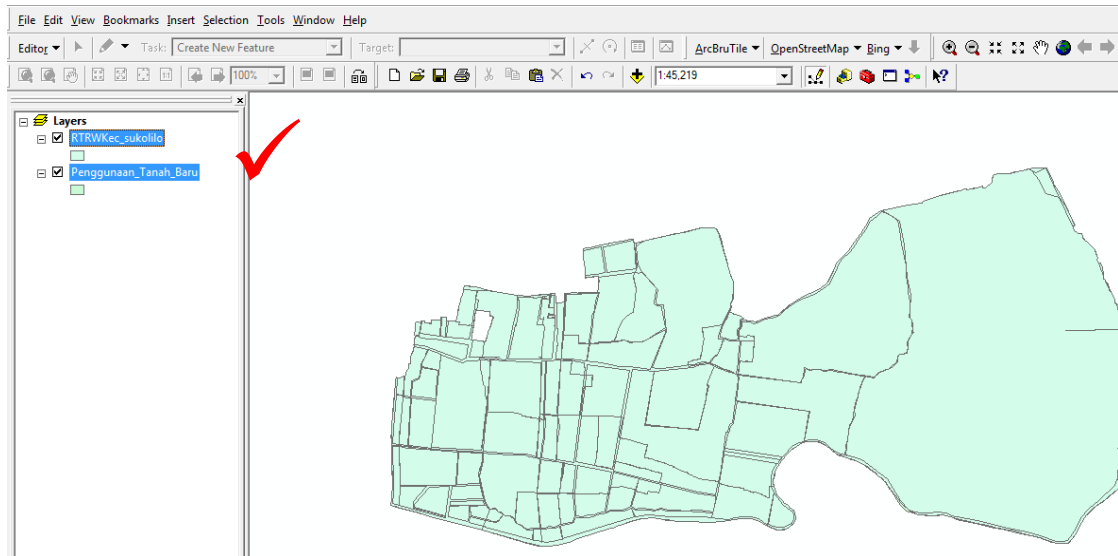 File Edit View Bookmarks Insert Selection Tools Window Help
Editor Task: Create New Feature Target: ArcBruTile OpenStreetMap Bing
100% 1:45,219
Layers
RTRWKec_sukolilo
Penggunaan_Tanah_Baru